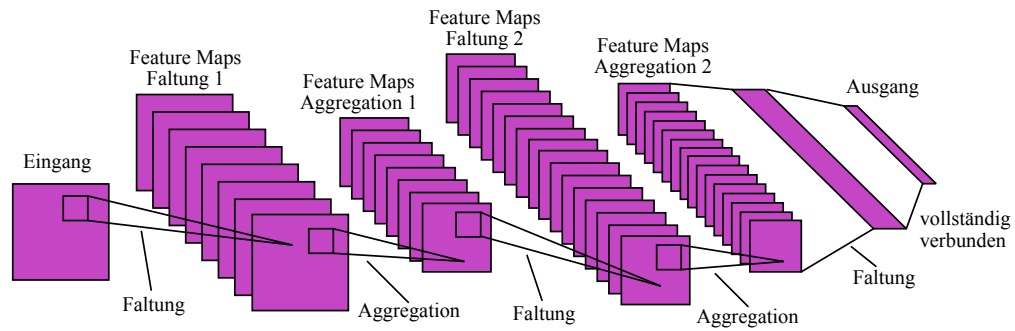 Feature Maps
Faltung 1
Feature Maps
Aggregation 1
Feature Maps
Faltung 2
Feature Maps
Aggregation 2
Ausgang
Eingang
vollständig
verbunden
Faltung
Aggregation
Faltung
Aggregation
Faltung